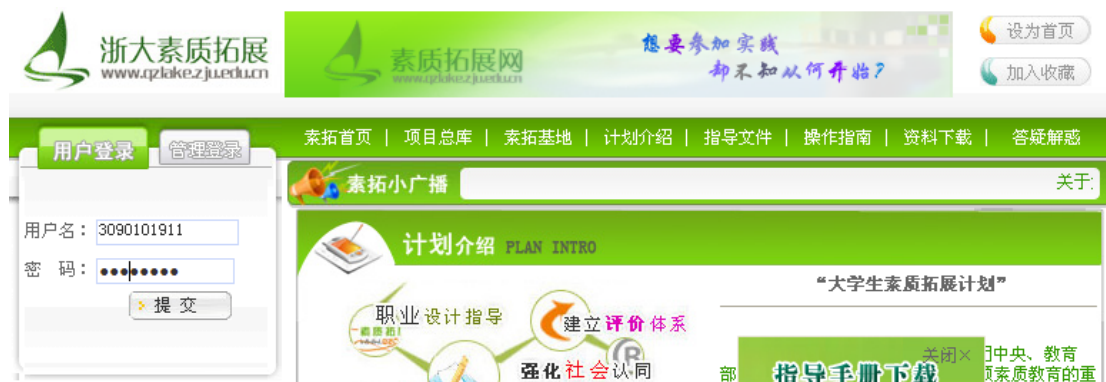 浙大素质拓展
www.qzlake.zju.edu.cn
素质拓展网
www.qzlake.zju.edu.cn
想要参加实践
却不知从何开始?
设为首页
加入收藏
用户登录
管理登录
素拓首页 | 项目总库 | 素拓基地 | 计划介绍 | 指导文件 | 操作指南 | 资料下载 | 答疑解惑
素拓小广播
关于
用户名: 3090101911
密 码: ●●●●●●●●
提 交
计划介绍 PLAN INTRO
职业设计指导
建立评价体系
强化社会认同
“大学生素质拓展计划”
关闭×
团中央、教育
部
指导手册下载
素质教育的重